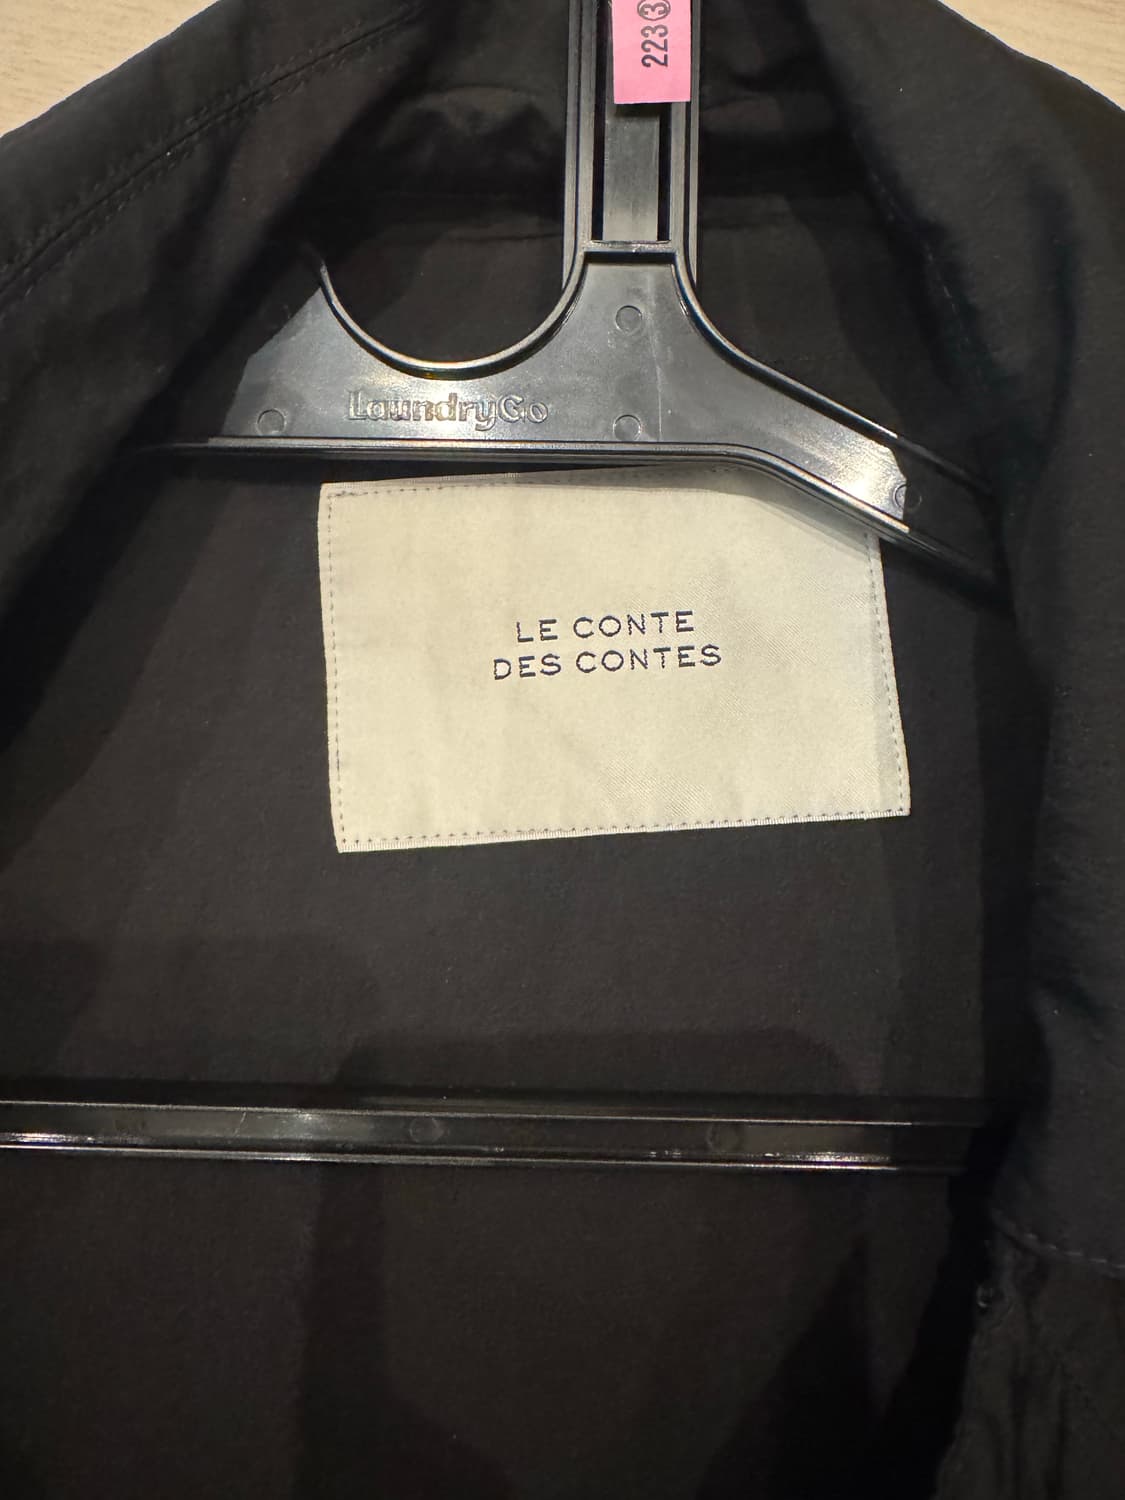 223③
LaundryGo
LE CONTE
DES CONTES